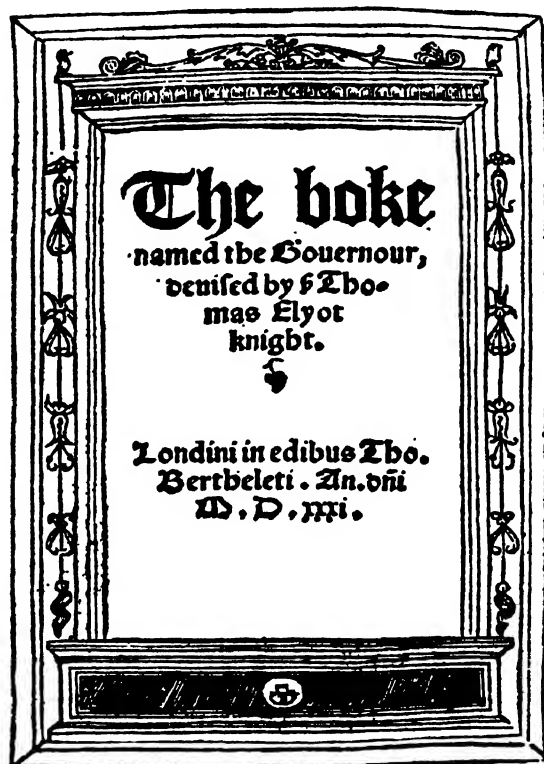 The boke
named the Gouernour,
deuised by ẜ Tho-
mas Elyot
knight.
Londini in edibus Tho.
Bertheleti. An. dñi
M. D. xxxi.